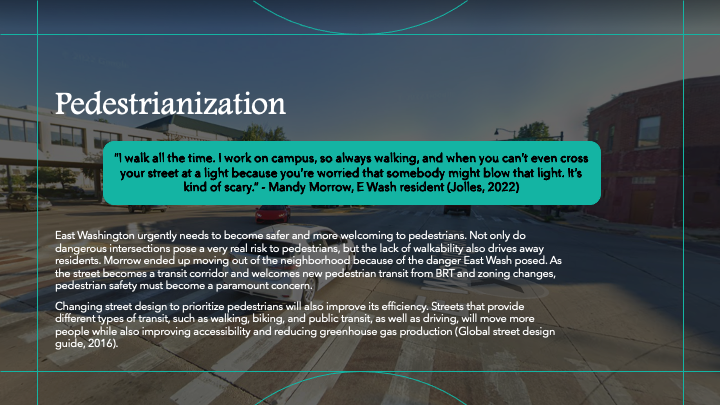 Pedestrianization
"I walk all the time. I work on campus, so always walking, and when you can't even cross
your street at a light because you're worried that somebody might blow that light. It's
kind of scary." - Mandy Morrow, E Wash resident (Jolles, 2022)
East Washington urgently needs to become safer and more welcoming to pedestrians. Not only do
dangerous intersections pose a very real risk to pedestrians, but the lack of walkability also drives away
residents. Morrow ended up moving out of the neighborhood because of the danger East Wash posed. As
the street becomes a transit corridor and welcomes new pedestrian transit from BRT and zoning changes,
pedestrian safety must become a paramount concern.
Changing street design to prioritize pedestrians will also improve its efficiency. Streets that provide
different types of transit, such as walking, biking, and public transit, as well as driving, will move more
people while also improving accessibility and reducing greenhouse gas production (Global street design
guide, 2016).